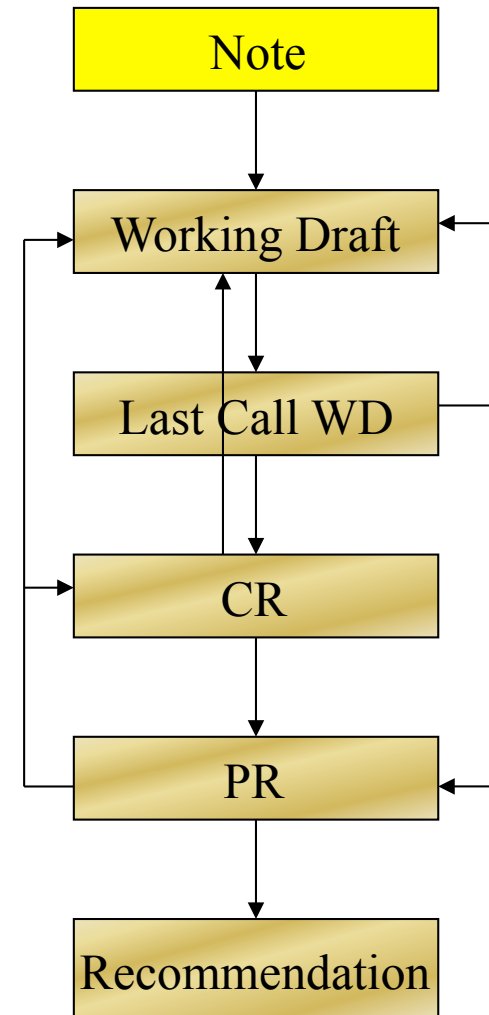 Note
Working Draft
Last Call WD
CR
PR
Recommendation